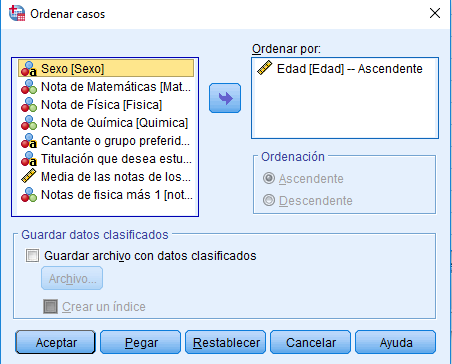 Ordenar casos
Sexo [Sexo]
Nota de Matemáticas [Mat...
Nota de Física [Fisica]
Nota de Química [Quimica]
Cantante o grupo preferid...
Titulación que desea estu...
Media de las notas de los...
Notas de fisica más 1 [not...
Ordenar por:
Edad [Edad] -- Ascendente
Ordenación
Ascendente
Descendente
Guardar datos clasificados
Guardar archivo con datos clasificados
Archivo...
Crear un índice
Aceptar
Pegar
Restablecer
Cancelar
Ayuda